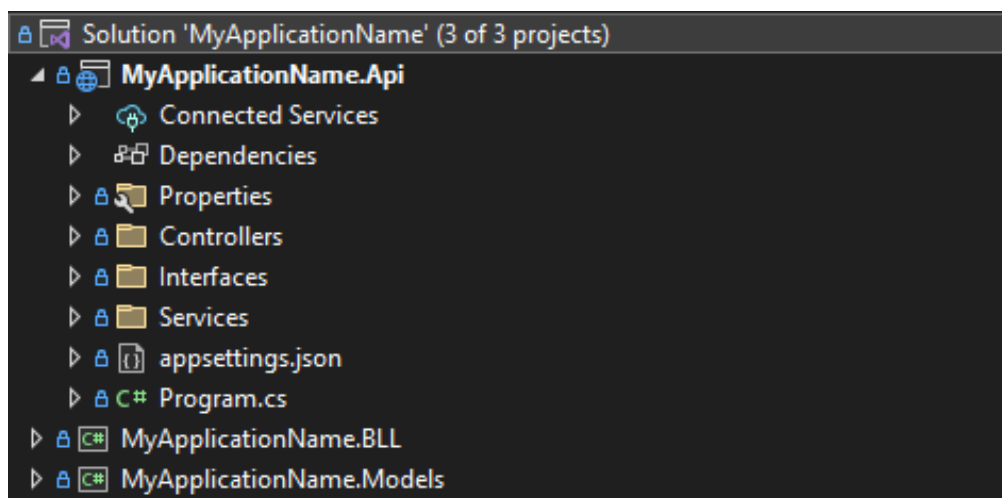 Solution 'MyApplicationName' (3 of 3 projects)
MyApplicationName.Api
Connected Services
Dependencies
Properties
Controllers
Interfaces
Services
appsettings.json
C# Program.cs
C# MyApplicationName.BLL
C# MyApplicationName.Models